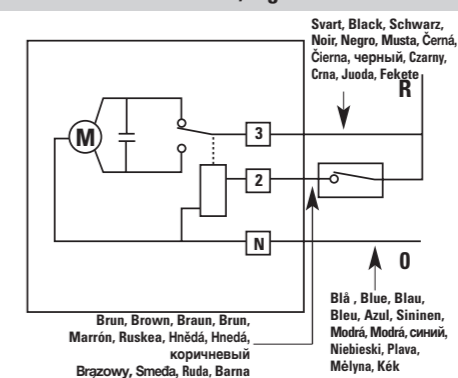 Svart, Black, Schwarz,
Noir, Negro, Musta, Černá,
Čierna, черный, Czarny,
Crna, Juoda, Fekete
R
M
3
2
N
0
Brun, Brown, Braun, Brun,
Marrón, Ruskea, Hnědá, Hnedá,
коричневый
Brązowy, Smeđa, Ruda, Barna
Blå , Blue, Blau,
Bleu, Azul, Sininen,
Modrá, Modrá, синий,
Niebieski, Plava,
Mėlyna, Kék